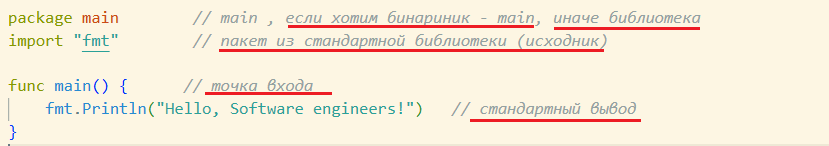 package main // main , если хотим бинариник - main, иначе библиотека
import "fmt" // пакет из стандартной библиотеки (исходник)
func main() { // точка входа
fmt.Println("Hello, Software engineers!") // стандартный вывод
}